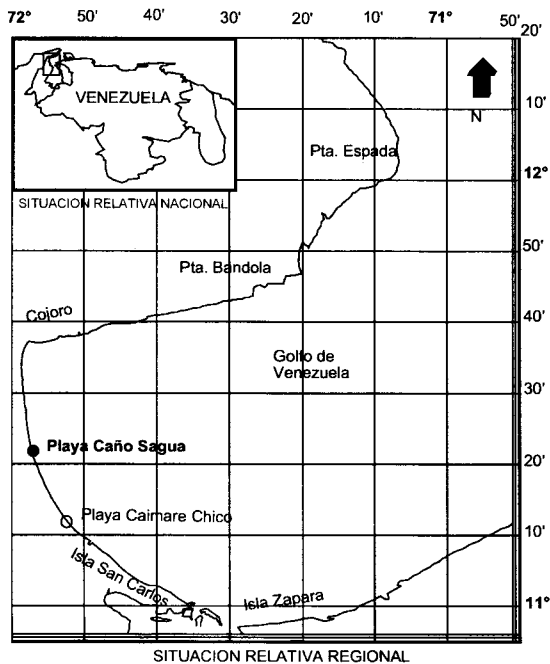 72° 50' 40' 30' 20' 10' 71° 50'
20'
10'
N
VENEZUELA
SITUACION RELATIVA NACIONAL
Pta. Espada
12°
50'
Pta. Bandola
Cojoro
40'
Golfo de
Venezuela
30'
Playa Caño Sagua
20'
Playa Caimare Chico
10'
Isla San Carlos
Isla Zapara
11°
SITUACION RELATIVA REGIONAL